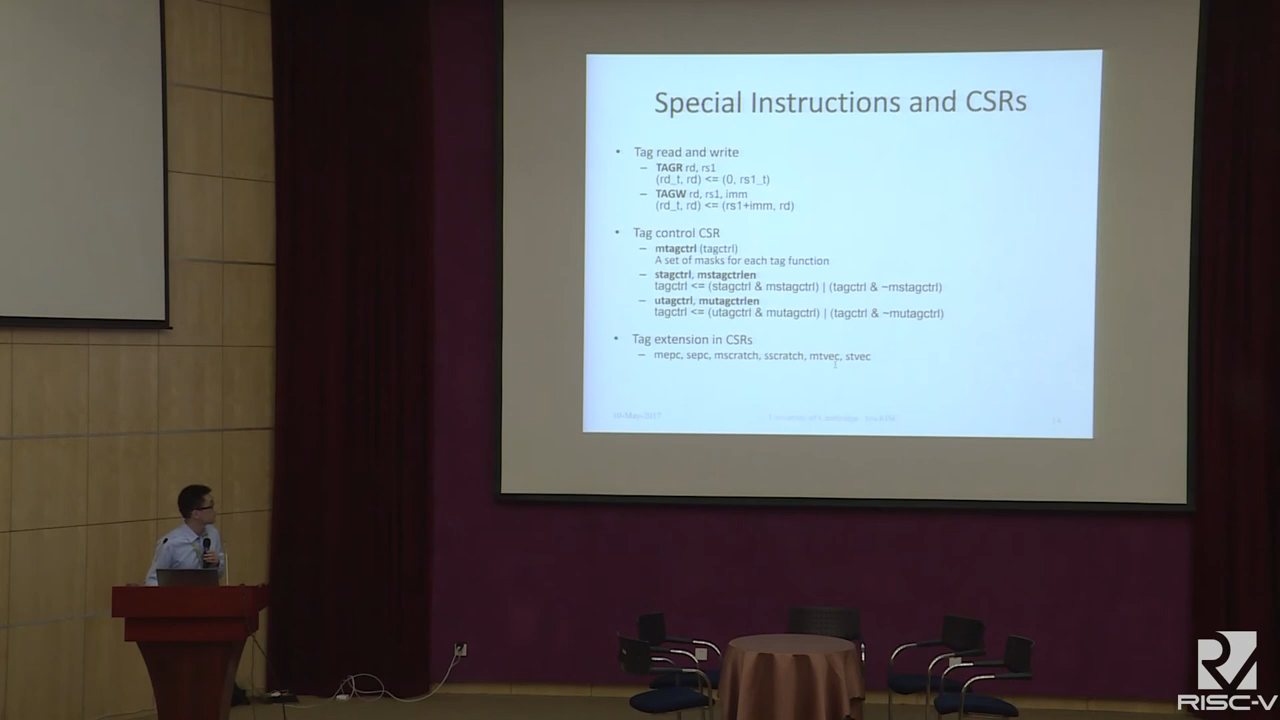 Special Instructions and CSRs
• Tag read and write
– TAGR rd, rs1
(rd_t, rd) <= (0, rs1_t)
– TAGW rd, rs1, imm
(rd_t, rd) <= (rs1+imm, rd)
• Tag control CSR
– mtagctrl (tagctrl)
A set of masks for each tag function
– stagctrl, mstagctrlen
tagctrl <= (stagctrl & mstagctrl) | (tagctrl & ~mstagctrl)
– utagctrl, mutagctrlen
tagctrl <= (utagctrl & mutagctrl) | (tagctrl & ~mutagctrl)
• Tag extension in CSRs
– mepc, sepc, mscratch, sscratch, mtvec, stvec
RISC-V